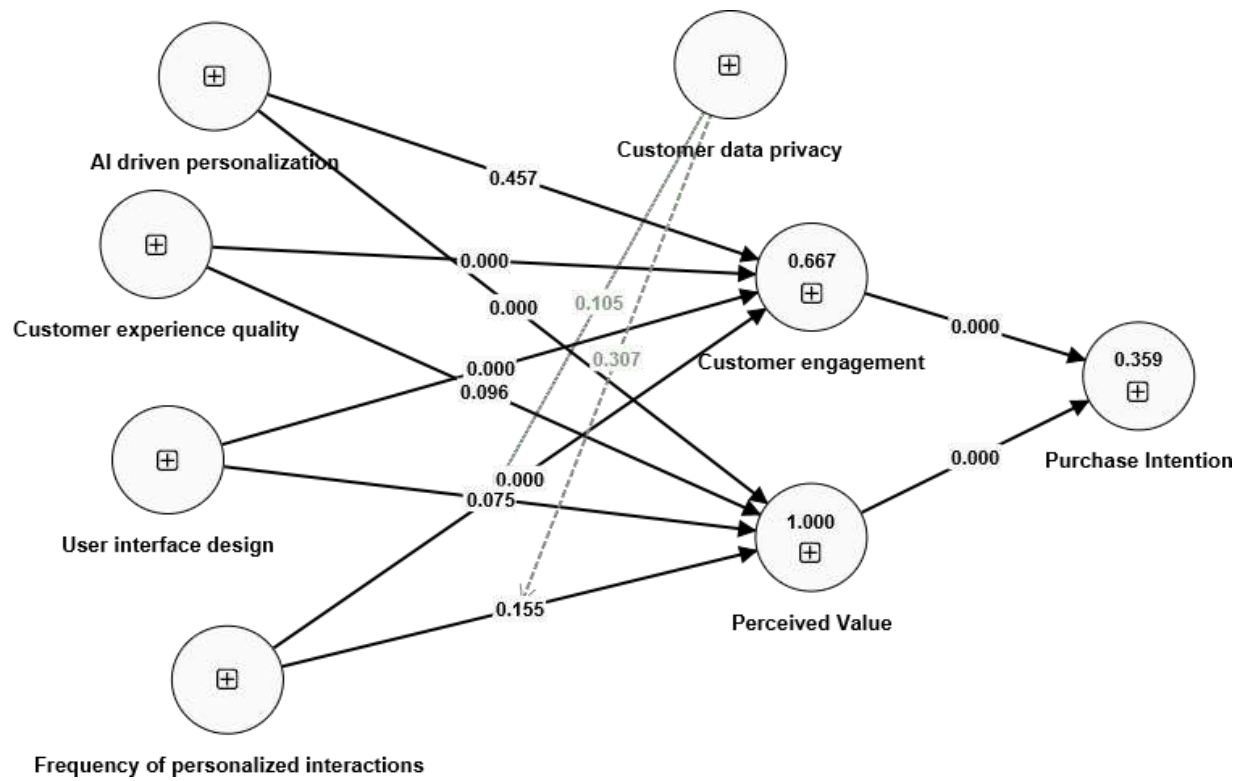 AI driven personalization
Customer data privacy
0.457
0.667
0.000
Customer experience quality
0.105
0.000
0.000
0.359
0.307
Customer engagement
0.000
0.096
Purchase Intention
0.000
0.000
0.075
1.000
User interface design
0.155
Perceived Value
Frequency of personalized interactions